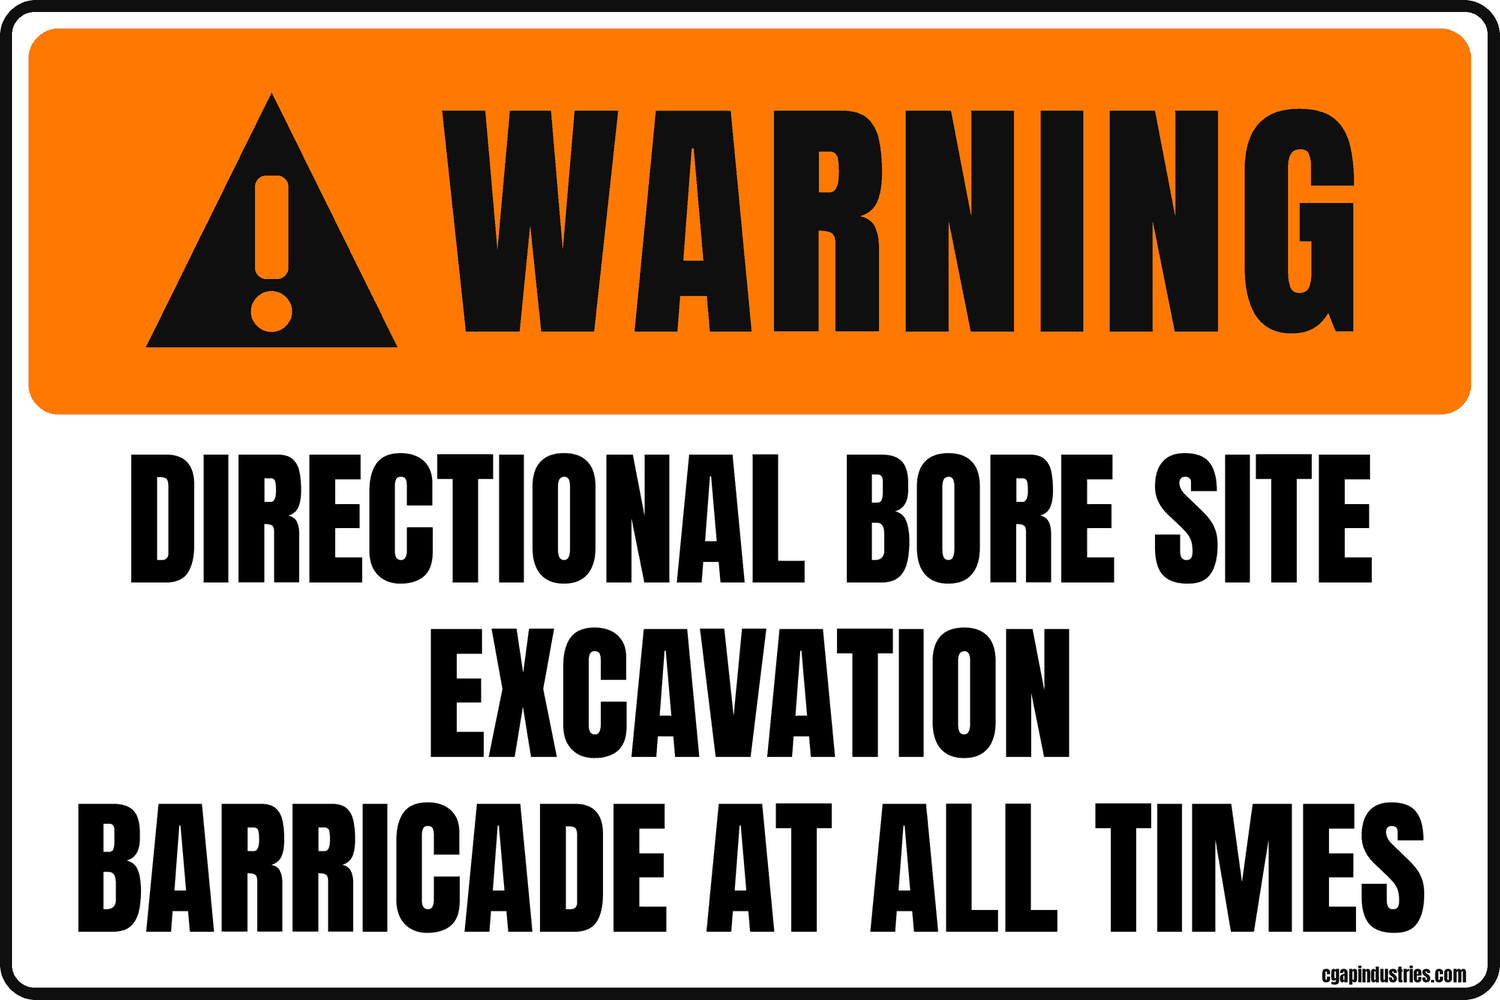 WARNING
DIRECTIONAL BORE SITE
EXCAVATION
BARRICADE AT ALL TIMES
cgapindustries.com